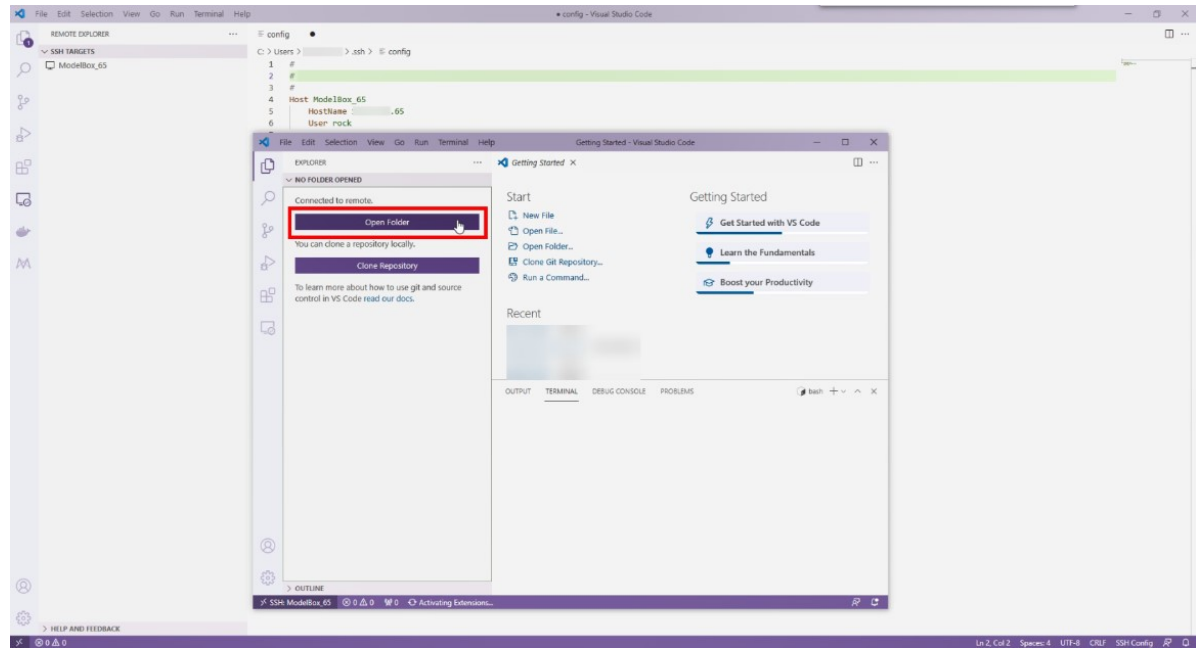 File Edit Selection View Go Run Terminal Help
● config - Visual Studio Code
REMOTE EXPLORER
SSH TARGETS
ModelBox_65
HELP AND FEEDBACK
config
C: > Users > > .ssh > config
1 #
2 #
3 #
4 Host ModelBox_65
5 HostName .65
6 User rock
File Edit Selection View Go Run Terminal Help
Getting Started - Visual Studio Code
EXPLORER
NO FOLDER OPENED
Connected to remote.
Open Folder
You can clone a repository locally.
Clone Repository
To learn more about how to use git and source
control in VS Code read our docs.
OUTLINE
Getting Started
Start
New File
Open File...
Open Folder...
Clone Git Repository...
Run a Command...
Recent
Getting Started
Get Started with VS Code
Learn the Fundamentals
Boost your Productivity
OUTPUT TERMINAL DEBUG CONSOLE PROBLEMS
bash
SSH: ModelBox_65 0 0 0 Activating Extensions...
0 0
Ln 2, Col 2 Spaces: 4 UTF-8 CRLF SSH Config